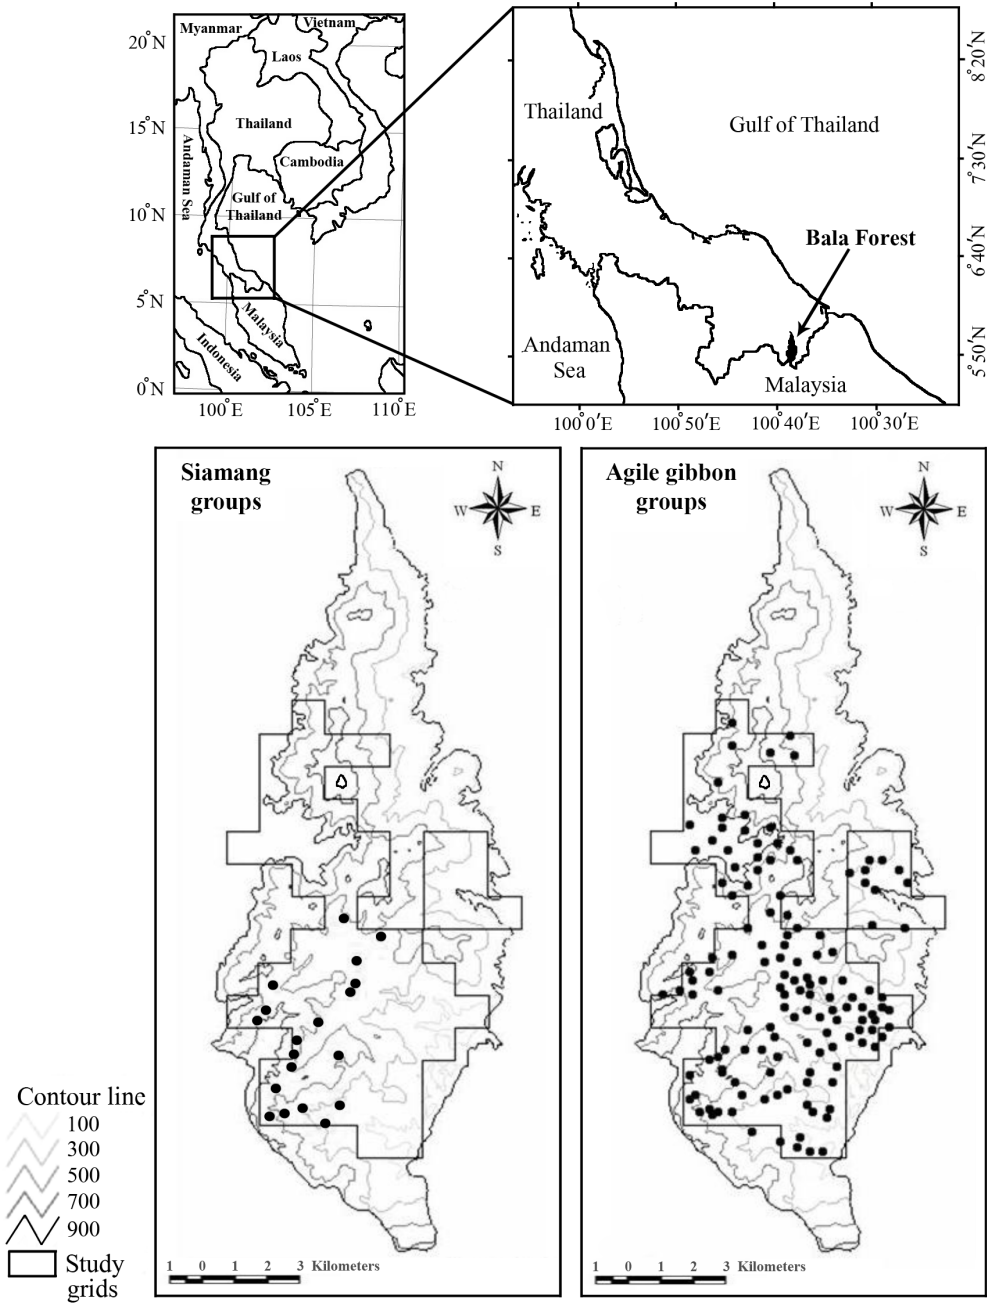 Myanmar
Vietnam
Laos
Thailand
Cambodia
Gulf of
Thailand
Andaman Sea
Malaysia
Indonesia
20°N
15°N
10°N
5°N
0°N
100°E
105°E
110°E
Thailand
Gulf of Thailand
Bala Forest
Andaman
Sea
Malaysia
8°20′N
7°30′N
6°40′N
5°50′N
100°0′E
100°50′E
100°40′E
100°30′E
Siamang
groups
N
W
E
S
1 0 1 2 3 Kilometers
Agile gibbon
groups
N
W
E
S
1 0 1 2 3 Kilometers
Contour line
100
300
500
700
900
Study
grids